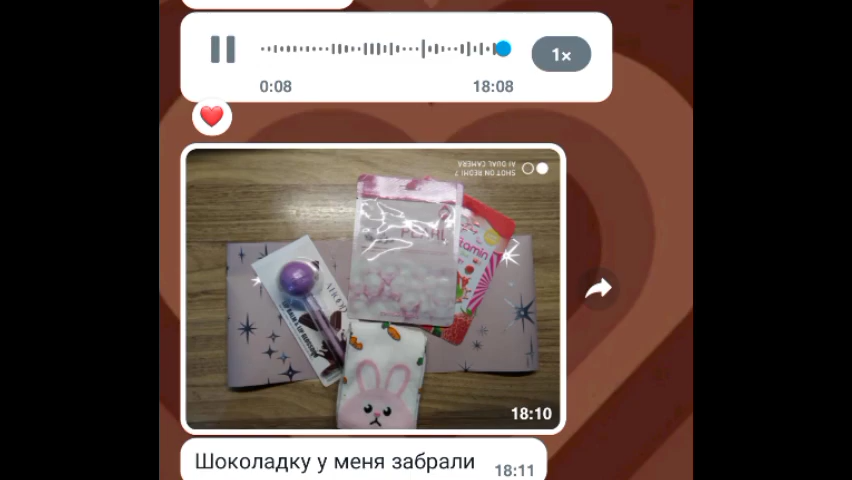 1×
0:08
18:08
SHOT ON REDMI 7
AI DUAL CAMERA
PEARL
18:10
Шоколадку у меня забрали
18:11